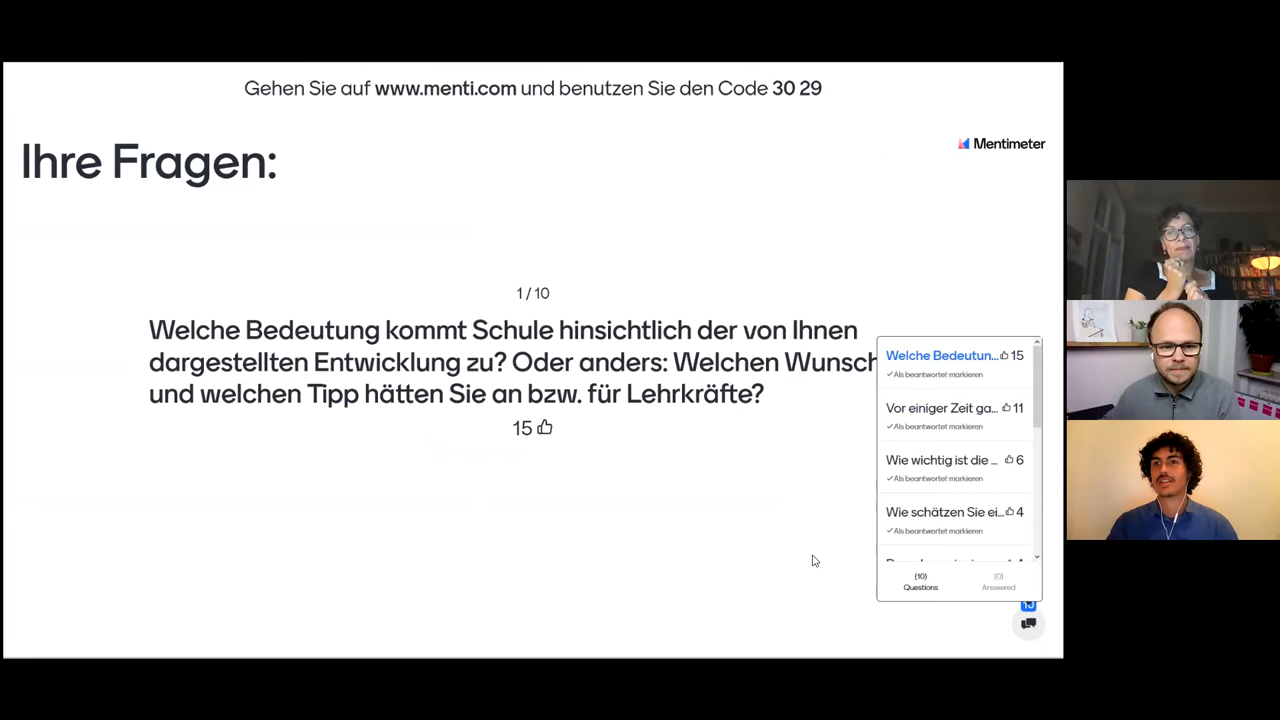 Gehen Sie auf www.menti.com und benutzen Sie den Code 30 29
Ihre Fragen:
Mentimeter
1 / 10
Welche Bedeutung kommt Schule hinsichtlich der von Ihnen
dargestellten Entwicklung zu? Oder anders: Welchen Wunsch
und welchen Tipp hätten Sie an bzw. für Lehrkräfte?
15
Welche Bedeutun... 15
✓Als beantwortet markieren
Vor einiger Zeit ga... 11
✓Als beantwortet markieren
Wie wichtig ist die ... 6
✓Als beantwortet markieren
Wie schätzen Sie ei... 4
✓Als beantwortet markieren
(10)
Questions
(0)
Answered